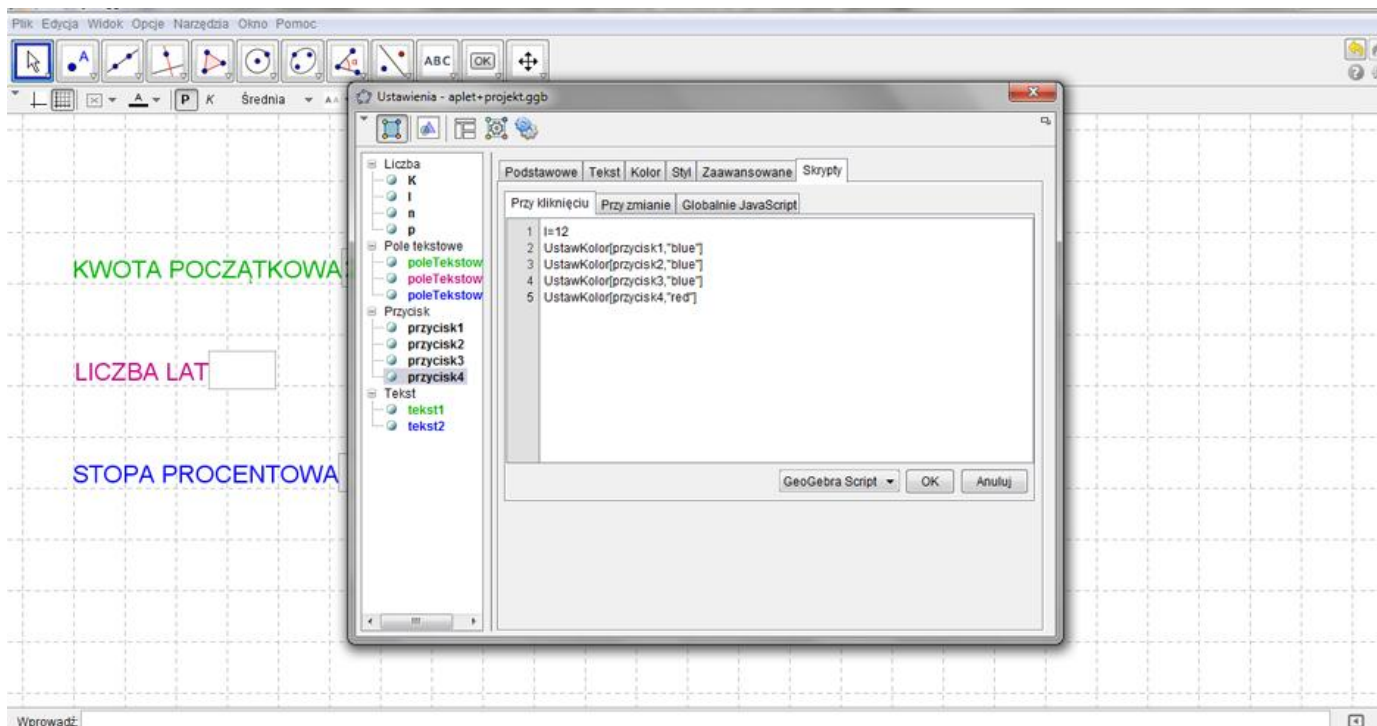 Plik Edycja Widok Opcje Narzędzia Okno Pomoc
A
ABC
OK
P K Średnia
Ustawienia - aplet+projekt.ggb
Liczba
K
l
n
p
Pole tekstowe
poleTekstow
poleTekstow
poleTekstow
Przycisk
przycisk1
przycisk2
przycisk3
przycisk4
Tekst
tekst1
tekst2
Podstawowe Tekst Kolor Styl Zaawansowane Skrypty
Przy kliknięciu Przy zmianie Globalnie JavaScript
1 l=12
2 UstawKolor[przycisk1,"blue"]
3 UstawKolor[przycisk2,"blue"]
4 UstawKolor[przycisk3,"blue"]
5 UstawKolor[przycisk4,"red"]
GeoGebra Script OK Anuluj
KWOTA POCZĄTKOWA
LICZBA LAT
STOPA PROCENTOWA
Wprowadź: